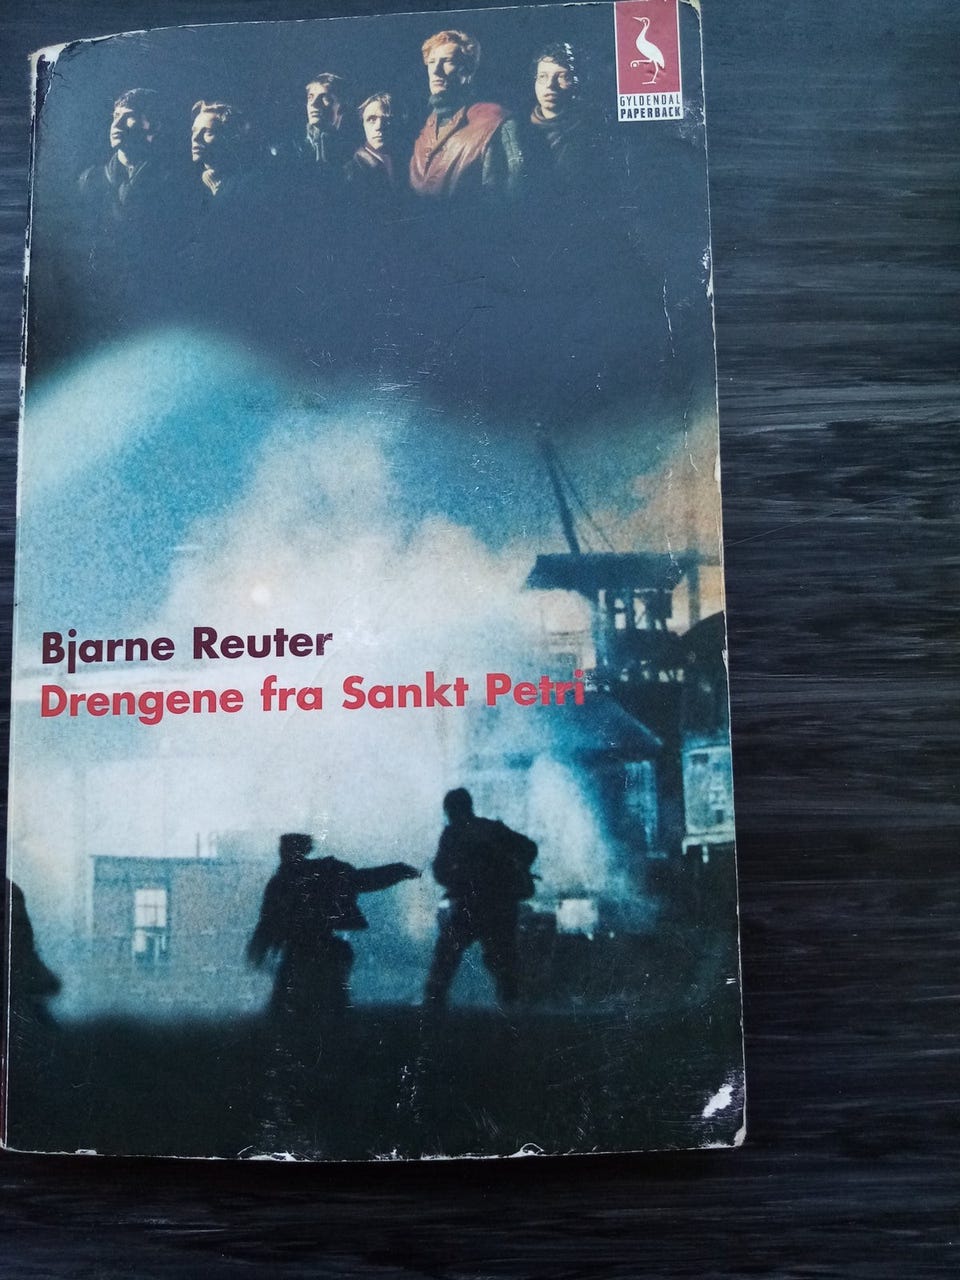 GYLDENDAL
PAPERBACK
Bjarne Reuter
Drengene fra Sankt Petri